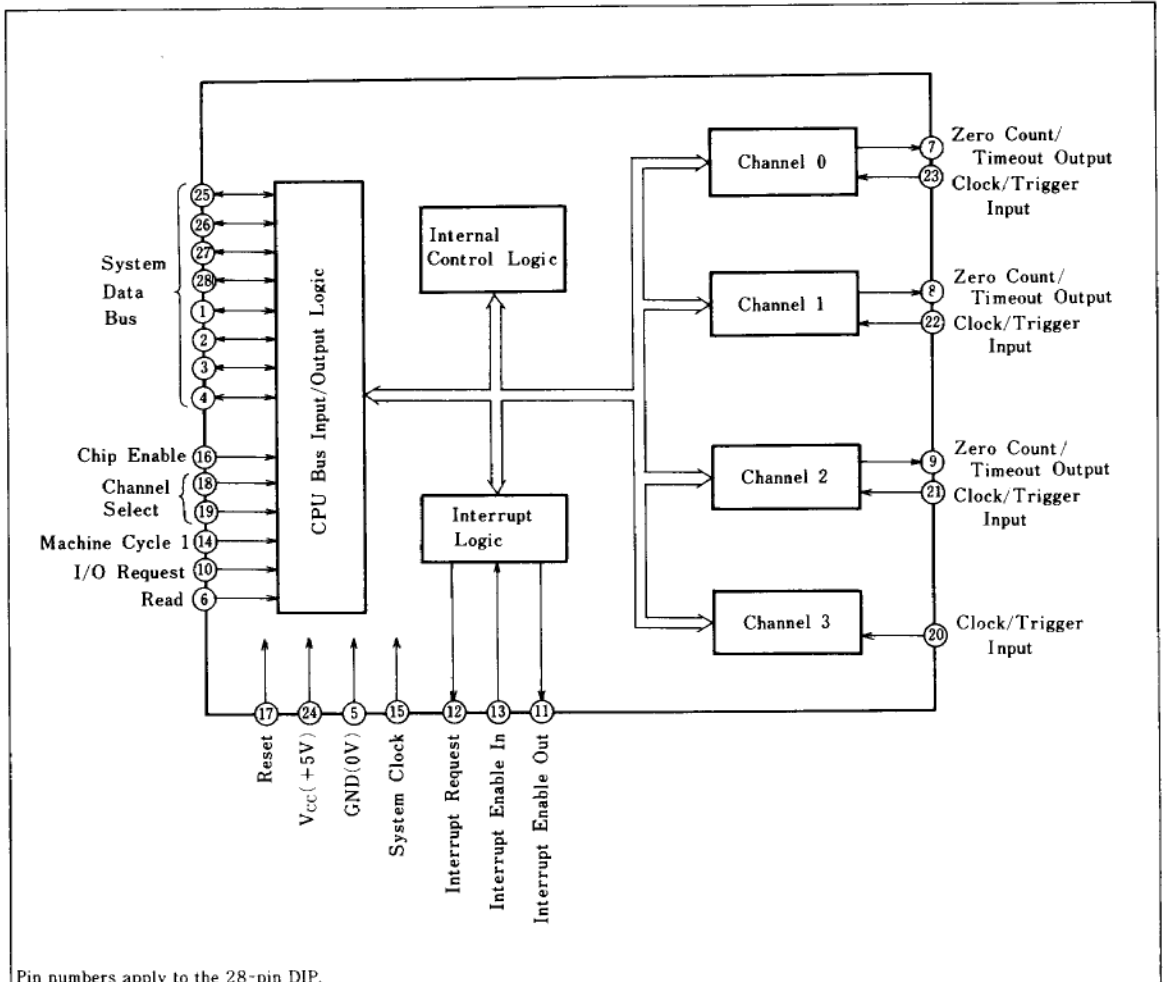 25
26
27
28
1
2
3
4
System
Data
Bus
Chip Enable 16
Channel
Select
18
19
Machine Cycle 1 14
I/O Request 10
Read 6
CPU Bus Input/Output Logic
Internal
Control Logic
Interrupt
Logic
Channel 0
7 Zero Count/
Timeout Output
23 Clock/Trigger
Input
Channel 1
8 Zero Count/
Timeout Output
22 Clock/Trigger
Input
Channel 2
9 Zero Count/
Timeout Output
21 Clock/Trigger
Input
Channel 3
20 Clock/Trigger
Input
17
24
5
15
12
13
11
Reset
VCC(+5V)
GND(0V)
System Clock
Interrupt Request
Interrupt Enable In
Interrupt Enable Out
Pin numbers apply to the 28-pin DIP.